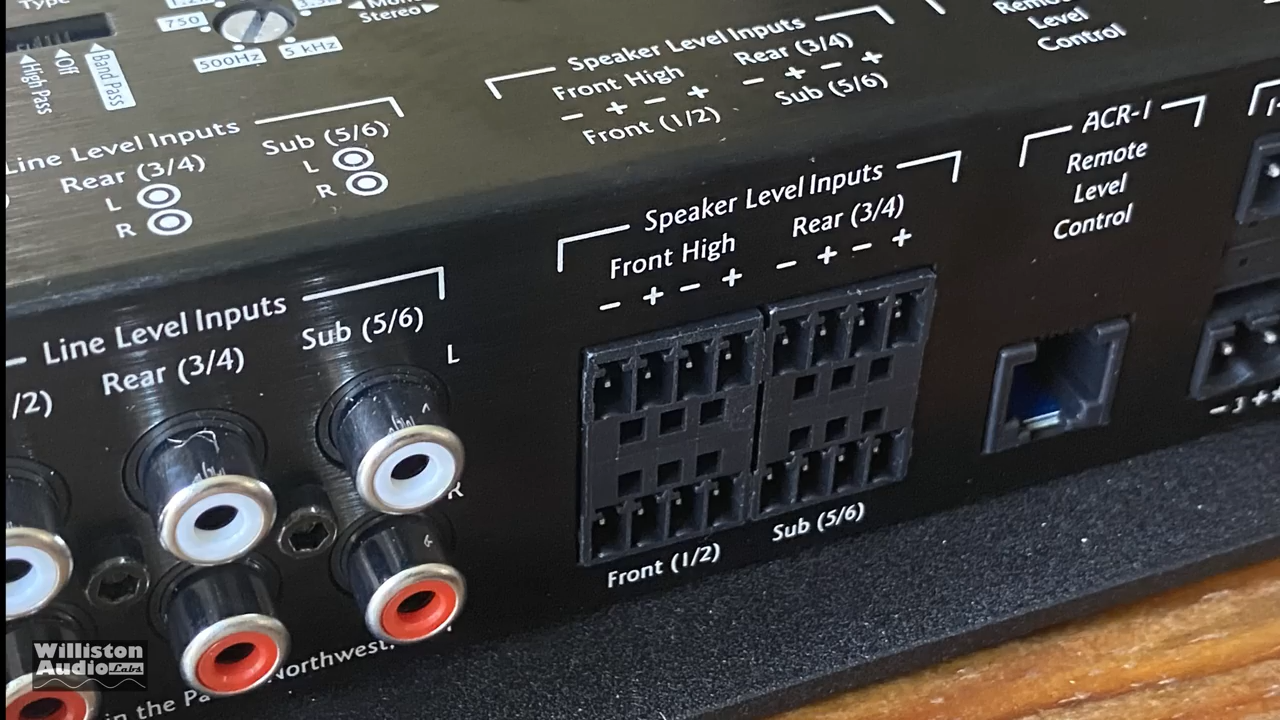 Type
750
500Hz
5 kHz
Stereo
High Pass
Off
Band Pass
Line Level Inputs
Rear (3/4)
Sub (5/6)
L
R
L
R
Speaker Level Inputs
Front High
Rear (3/4)
− + − +
− + − +
Front (1/2)
Sub (5/6)
Level
Control
Line Level Inputs
/2)
Rear (3/4)
Sub (5/6)
L
R
Speaker Level Inputs
Front High
Rear (3/4)
− + − +
− + − +
Front (1/2)
Sub (5/6)
ACR-1
Remote
Level
Control
− 3 +
in the Pa
Northwest,
Williston
Audio Labs